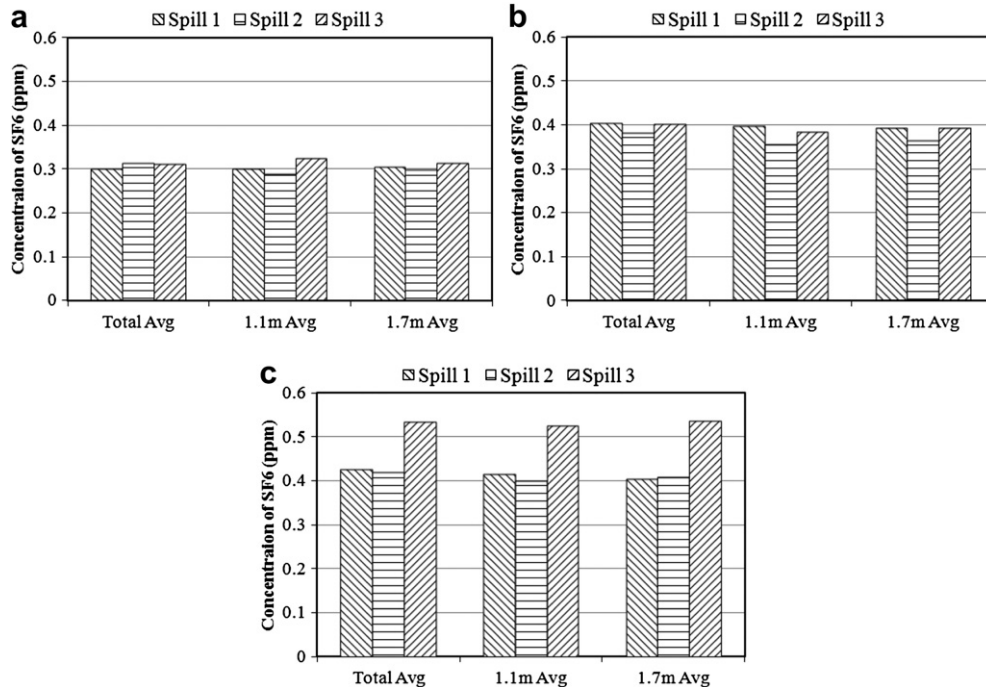 a
Spill 1 Spill 2 Spill 3
Concentraion of SF6 (ppm)
0.6
0.5
0.4
0.3
0.2
0.1
0
Total Avg 1.1m Avg 1.7m Avg
b
Spill 1 Spill 2 Spill 3
Concentraion of SF6 (ppm)
0.6
0.5
0.4
0.3
0.2
0.1
0
Total Avg 1.1m Avg 1.7m Avg
c
Spill 1 Spill 2 Spill 3
Concentraion of SF6 (ppm)
0.6
0.5
0.4
0.3
0.2
0.1
0
Total Avg 1.1m Avg 1.7m Avg